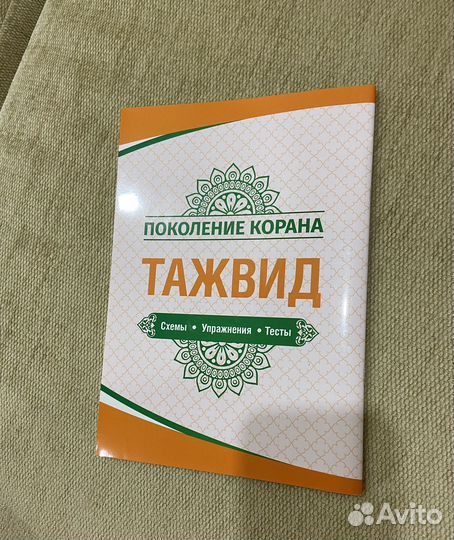 ПОКОЛЕНИЕ КОРАНА
ТАЖВИД
Схемы • Упражнения • Тесты
Avito